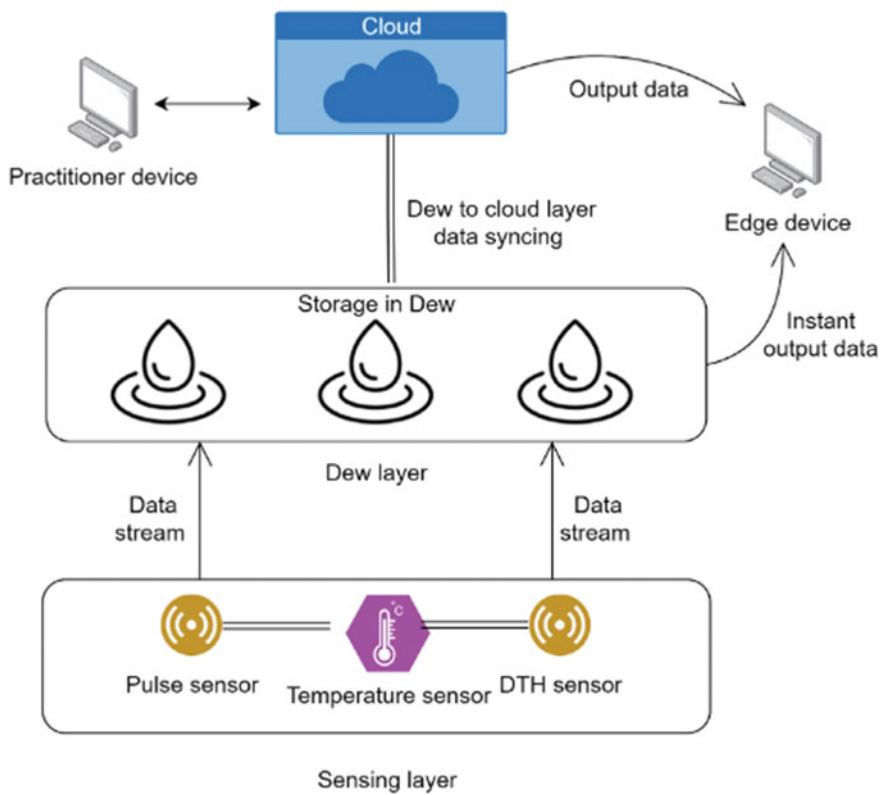 Cloud
Output data
Practitioner device
Edge device
Dew to cloud layer
data syncing
Storage in Dew
Instant
output data
Dew layer
Data
stream
Data
stream
°C
Pulse sensor
Temperature sensor
DTH sensor
Sensing layer